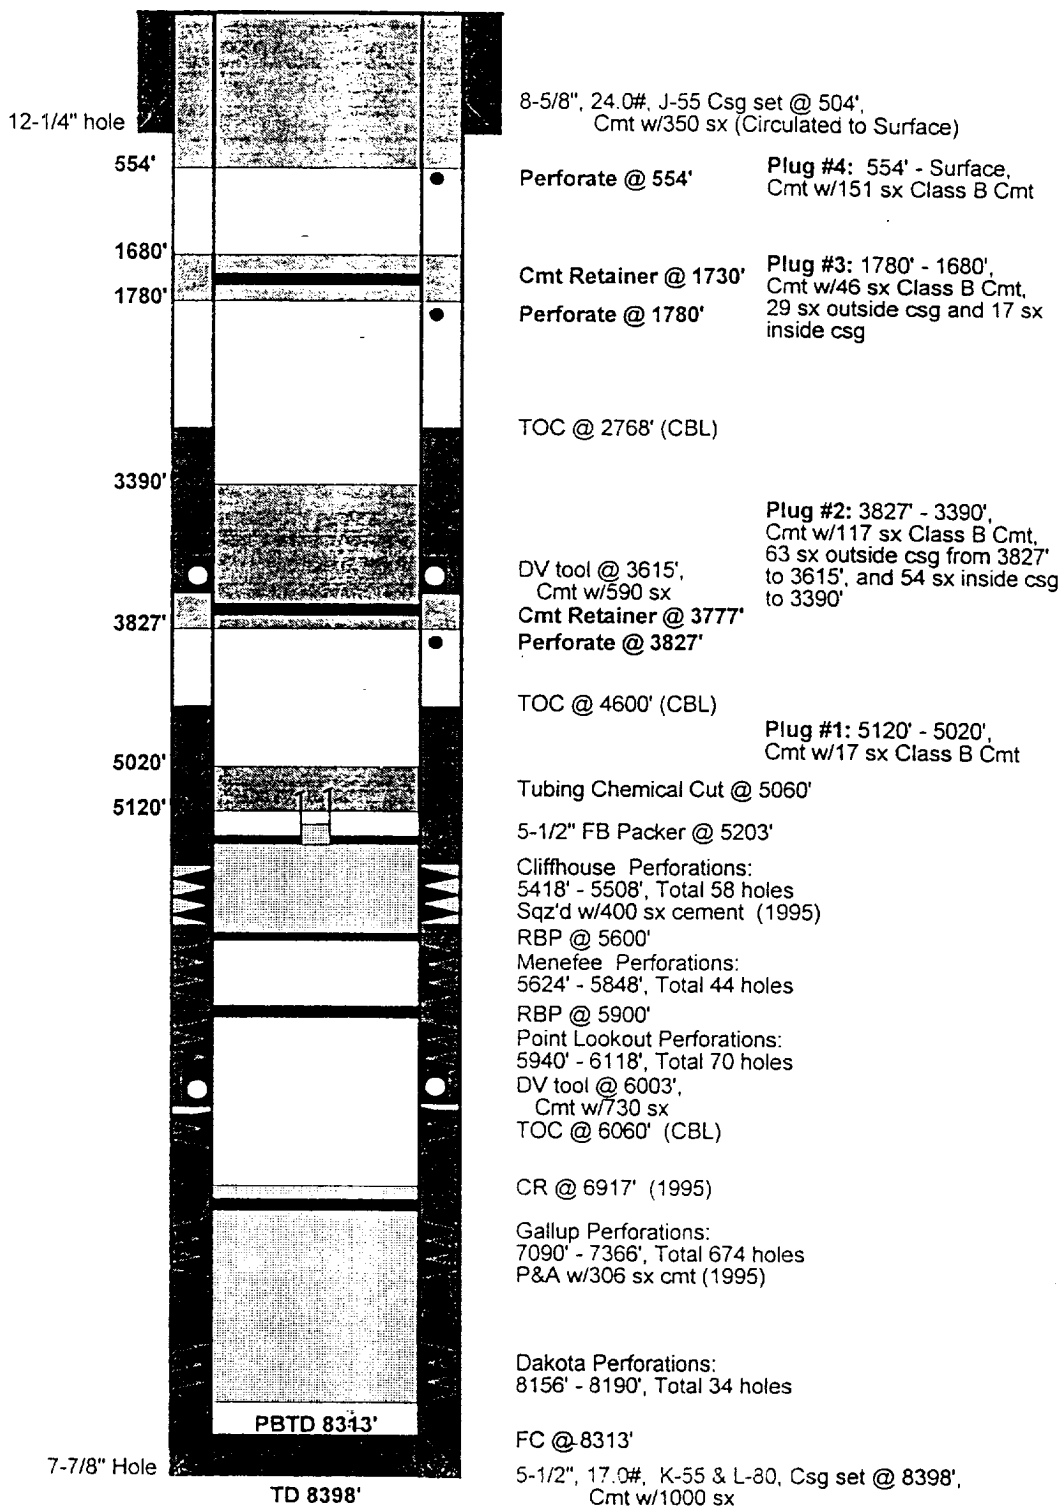 8-5/8", 24.0#, J-55 Csg set @ 504',
Cmt w/350 sx (Circulated to Surface)
12-1/4" hole
554'
Perforate @ 554'
Plug #4: 554' - Surface,
Cmt w/151 sx Class B Cmt
1680'
1780'
Cmt Retainer @ 1730'
Perforate @ 1780'
Plug #3: 1780' - 1680',
Cmt w/46 sx Class B Cmt,
29 sx outside csg and 17 sx
inside csg
TOC @ 2768' (CBL)
3390'
Plug #2: 3827' - 3390',
Cmt w/117 sx Class B Cmt,
63 sx outside csg from 3827'
to 3615', and 54 sx inside csg
to 3390'
DV tool @ 3615',
Cmt w/590 sx
Cmt Retainer @ 3777'
3827'
Perforate @ 3827'
TOC @ 4600' (CBL)
Plug #1: 5120' - 5020',
Cmt w/17 sx Class B Cmt
5020'
5120'
Tubing Chemical Cut @ 5060'
5-1/2" FB Packer @ 5203'
Cliffhouse Perforations:
5418' - 5508', Total 58 holes
Sqz'd w/400 sx cement (1995)
RBP @ 5600'
Menefee Perforations:
5624' - 5848', Total 44 holes
RBP @ 5900'
Point Lookout Perforations:
5940' - 6118', Total 70 holes
DV tool @ 6003',
Cmt w/730 sx
TOC @ 6060' (CBL)
CR @ 6917' (1995)
Gallup Perforations:
7090' - 7366', Total 674 holes
P&A w/306 sx cmt (1995)
Dakota Perforations:
8156' - 8190', Total 34 holes
PBTD 8313'
FC @ 8313'
7-7/8" Hole
5-1/2", 17.0#, K-55 & L-80, Csg set @ 8398',
Cmt w/1000 sx
TD 8398'